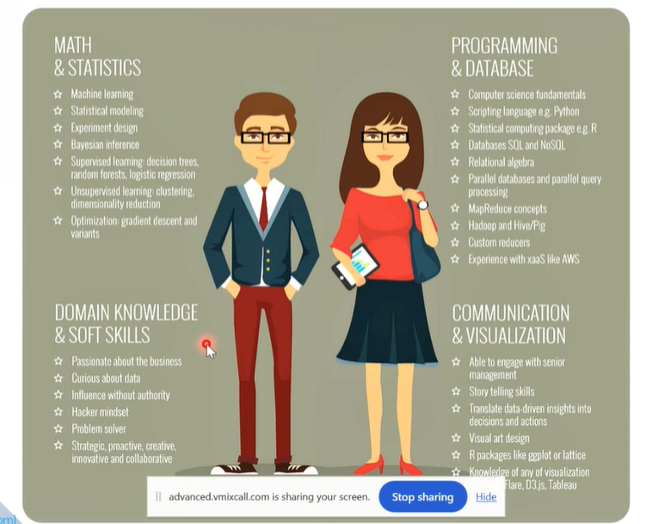 MATH
& STATISTICS
Machine learning
Statistical modeling
Experiment design
Bayesian inference
Supervised learning: decision trees,
random forests, logistic regression
Unsupervised learning: clustering,
dimensionality reduction
Optimization: gradient descent and
variants
PROGRAMMING
& DATABASE
Computer science fundamentals
Scripting language e.g. Python
Statistical computing package e.g. R
Databases SQL and NoSQL
Relational algebra
Parallel databases and parallel query
processing
MapReduce concepts
Hadoop and Hive/Pig
Custom reducers
Experience with xaaS like AWS
DOMAIN KNOWLEDGE
& SOFT SKILLS
Passionate about the business
Curious about data
Influence without authority
Hacker mindset
Problem solver
Strategic, proactive, creative,
innovative and collaborative
COMMUNICATION
& VISUALIZATION
Able to engage with senior
management
Story telling skills
Translate data-driven insights into
decisions and actions
Visual art design
R packages like ggplot or lattice
Knowledge of any of visualization
Flare, D3.js, Tableau
advanced.vmixcall.com is sharing your screen.
Stop sharing
Hide